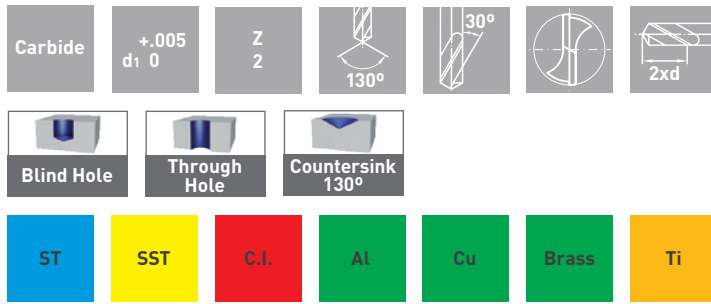 Carbide
+.005
d1 0
Z
2
130º
30º
2xd
Blind Hole
Through
Hole
Countersink
130º
ST
SST
C.I.
Al
Cu
Brass
Ti